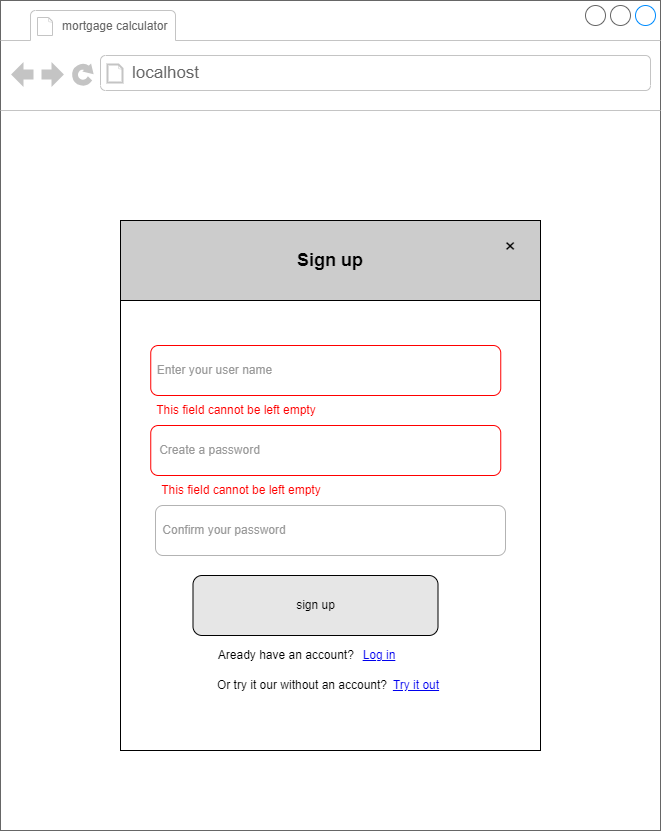 mortgage calculator
localhost
Sign up
×
Enter your user name
This field cannot be left empty
Create a password
This field cannot be left empty
Confirm your password
sign up
Aready have an account? Log in
Or try it our without an account? Try it out